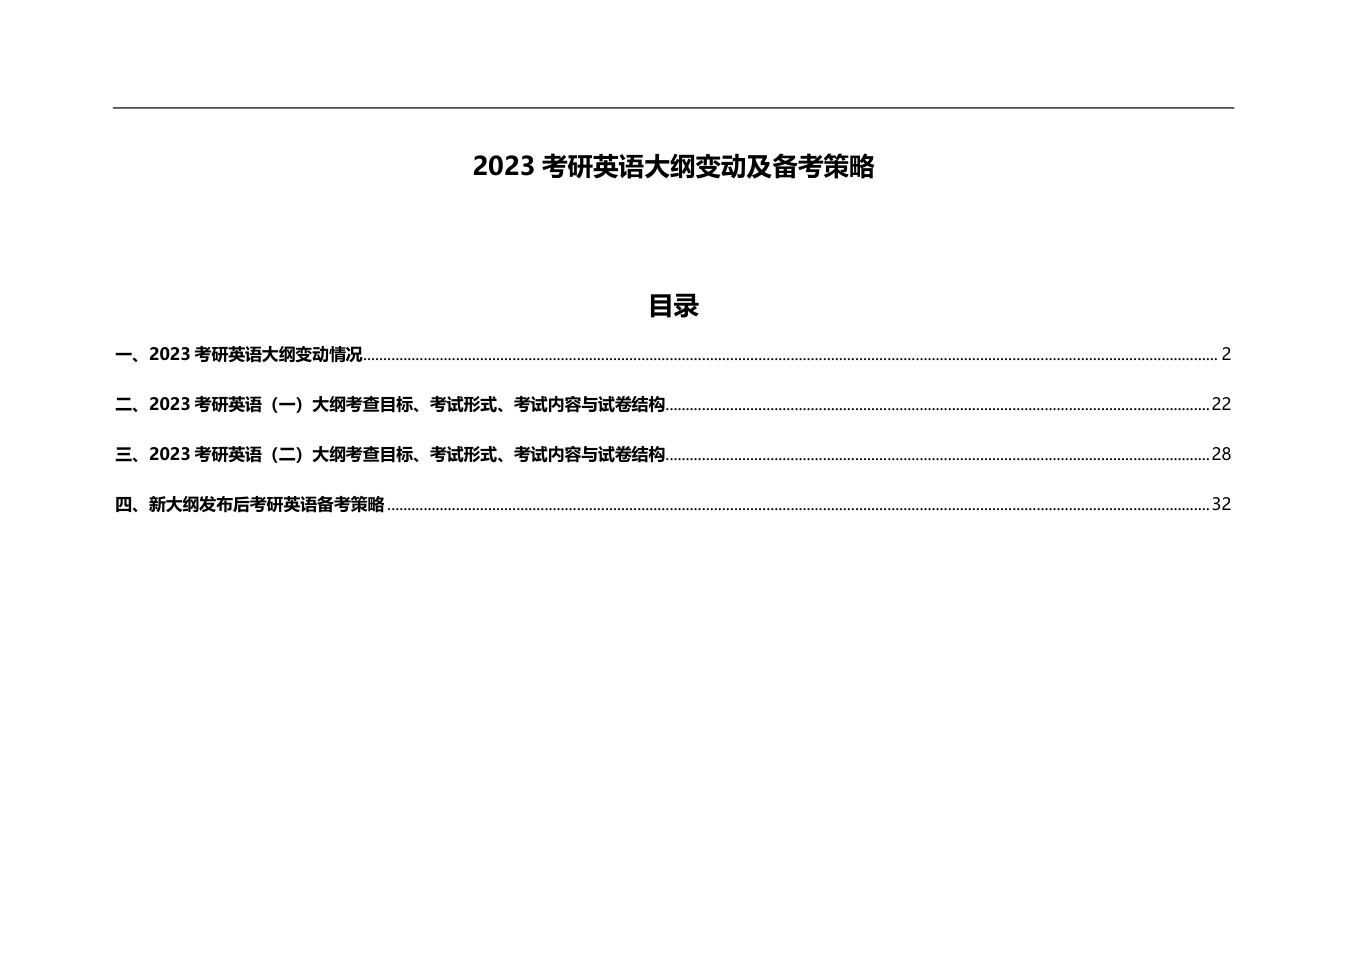 2023 考研英语大纲变动及备考策略
目录
一、2023 考研英语大纲变动情况........................................ 2
二、2023 考研英语（一）大纲考查目标、考试形式、考试内容与试卷结构........................................22
三、2023 考研英语（二）大纲考查目标、考试形式、考试内容与试卷结构........................................28
四、新大纲发布后考研英语备考策略........................................32